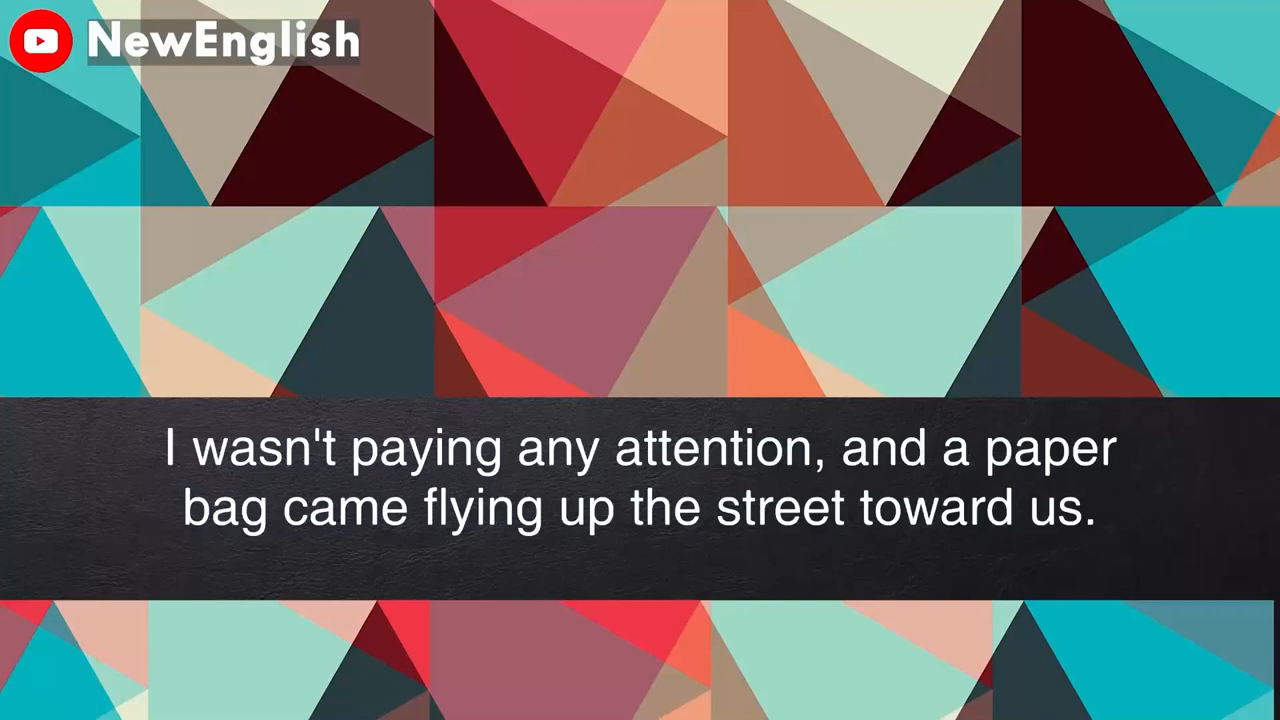 NewEnglish
I wasn't paying any attention, and a paper
bag came flying up the street toward us.